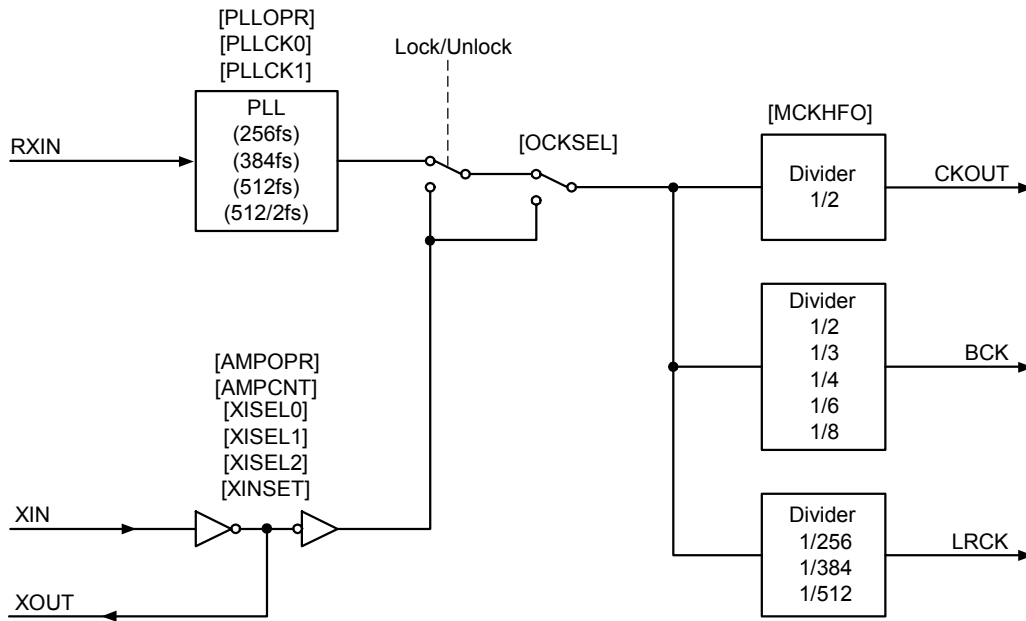 [PLLOPR]
[PLLCK0]
[PLLCK1]
Lock/Unlock
RXIN
PLL
(256fs)
(384fs)
(512fs)
(512/2fs)
[OCKSEL]
[MCKHFO]
Divider
1/2
CKOUT
Divider
1/2
1/3
1/4
1/6
1/8
BCK
[AMPOPR]
[AMPCNT]
[XISEL0]
[XISEL1]
[XISEL2]
[XINSET]
XIN
XOUT
Divider
1/256
1/384
1/512
LRCK